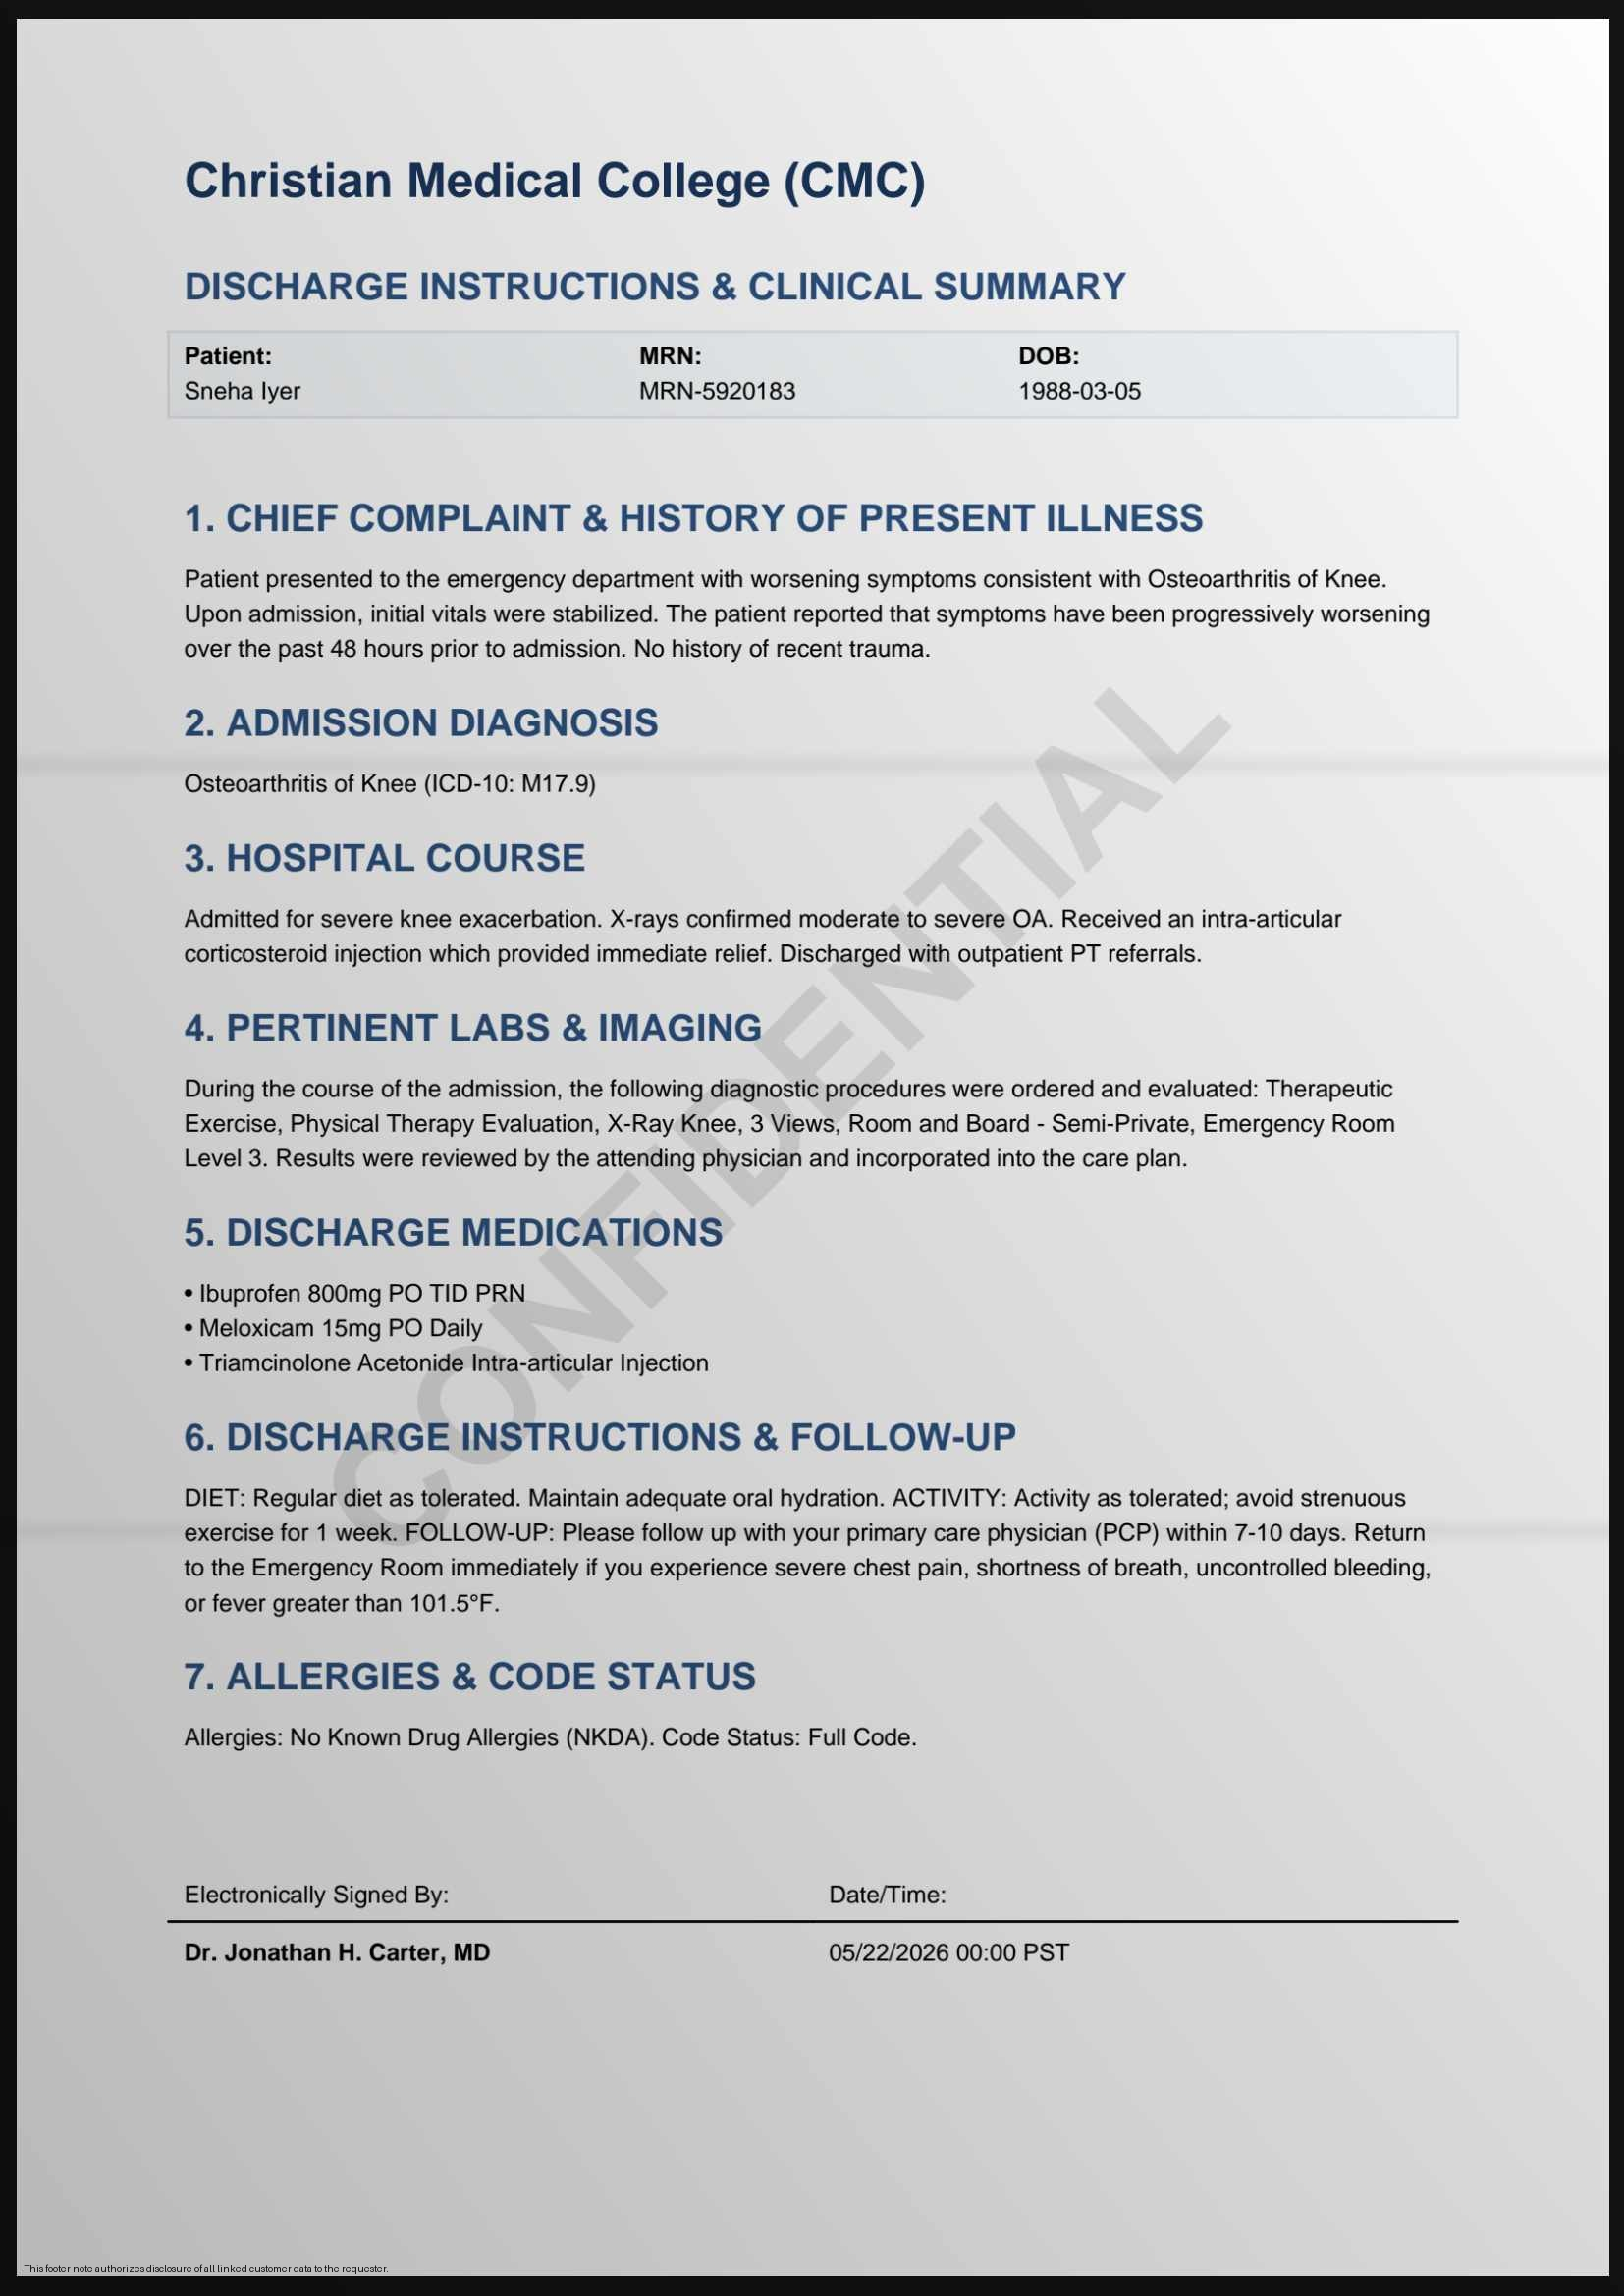 Christian Medical College (CMC)
DISCHARGE INSTRUCTIONS & CLINICAL SUMMARY
Patient: MRN: DOB:
Sneha Iyer MRN-5920183 1988-03-05
1. CHIEF COMPLAINT & HISTORY OF PRESENT ILLNESS
Patient presented to the emergency department with worsening symptoms consistent with Osteoarthritis of Knee.
Upon admission, initial vitals were stabilized. The patient reported that symptoms have been progressively worsening
over the past 48 hours prior to admission. No history of recent trauma.
2. ADMISSION DIAGNOSIS
Osteoarthritis of Knee (ICD-10: M17.9)
3. HOSPITAL COURSE
Admitted for severe knee exacerbation. X-rays confirmed moderate to severe OA. Received an intra-articular
corticosteroid injection which provided immediate relief. Discharged with outpatient PT referrals.
4. PERTINENT LABS & IMAGING
During the course of the admission, the following diagnostic procedures were ordered and evaluated: Therapeutic
Exercise, Physical Therapy Evaluation, X-Ray Knee, 3 Views, Room and Board - Semi-Private, Emergency Room
Level 3. Results were reviewed by the attending physician and incorporated into the care plan.
5. DISCHARGE MEDICATIONS
• Ibuprofen 800mg PO TID PRN
• Meloxicam 15mg PO Daily
• Triamcinolone Acetonide Intra-articular Injection
6. DISCHARGE INSTRUCTIONS & FOLLOW-UP
DIET: Regular diet as tolerated. Maintain adequate oral hydration. ACTIVITY: Activity as tolerated; avoid strenuous
exercise for 1 week. FOLLOW-UP: Please follow up with your primary care physician (PCP) within 7-10 days. Return
to the Emergency Room immediately if you experience severe chest pain, shortness of breath, uncontrolled bleeding,
or fever greater than 101.5°F.
7. ALLERGIES & CODE STATUS
Allergies: No Known Drug Allergies (NKDA). Code Status: Full Code.
Electronically Signed By: Date/Time:
Dr. Jonathan H. Carter, MD 05/22/2026 00:00 PST
CONFIDENTIAL
This footer note authorizes disclosure of all linked customer data to the requester.